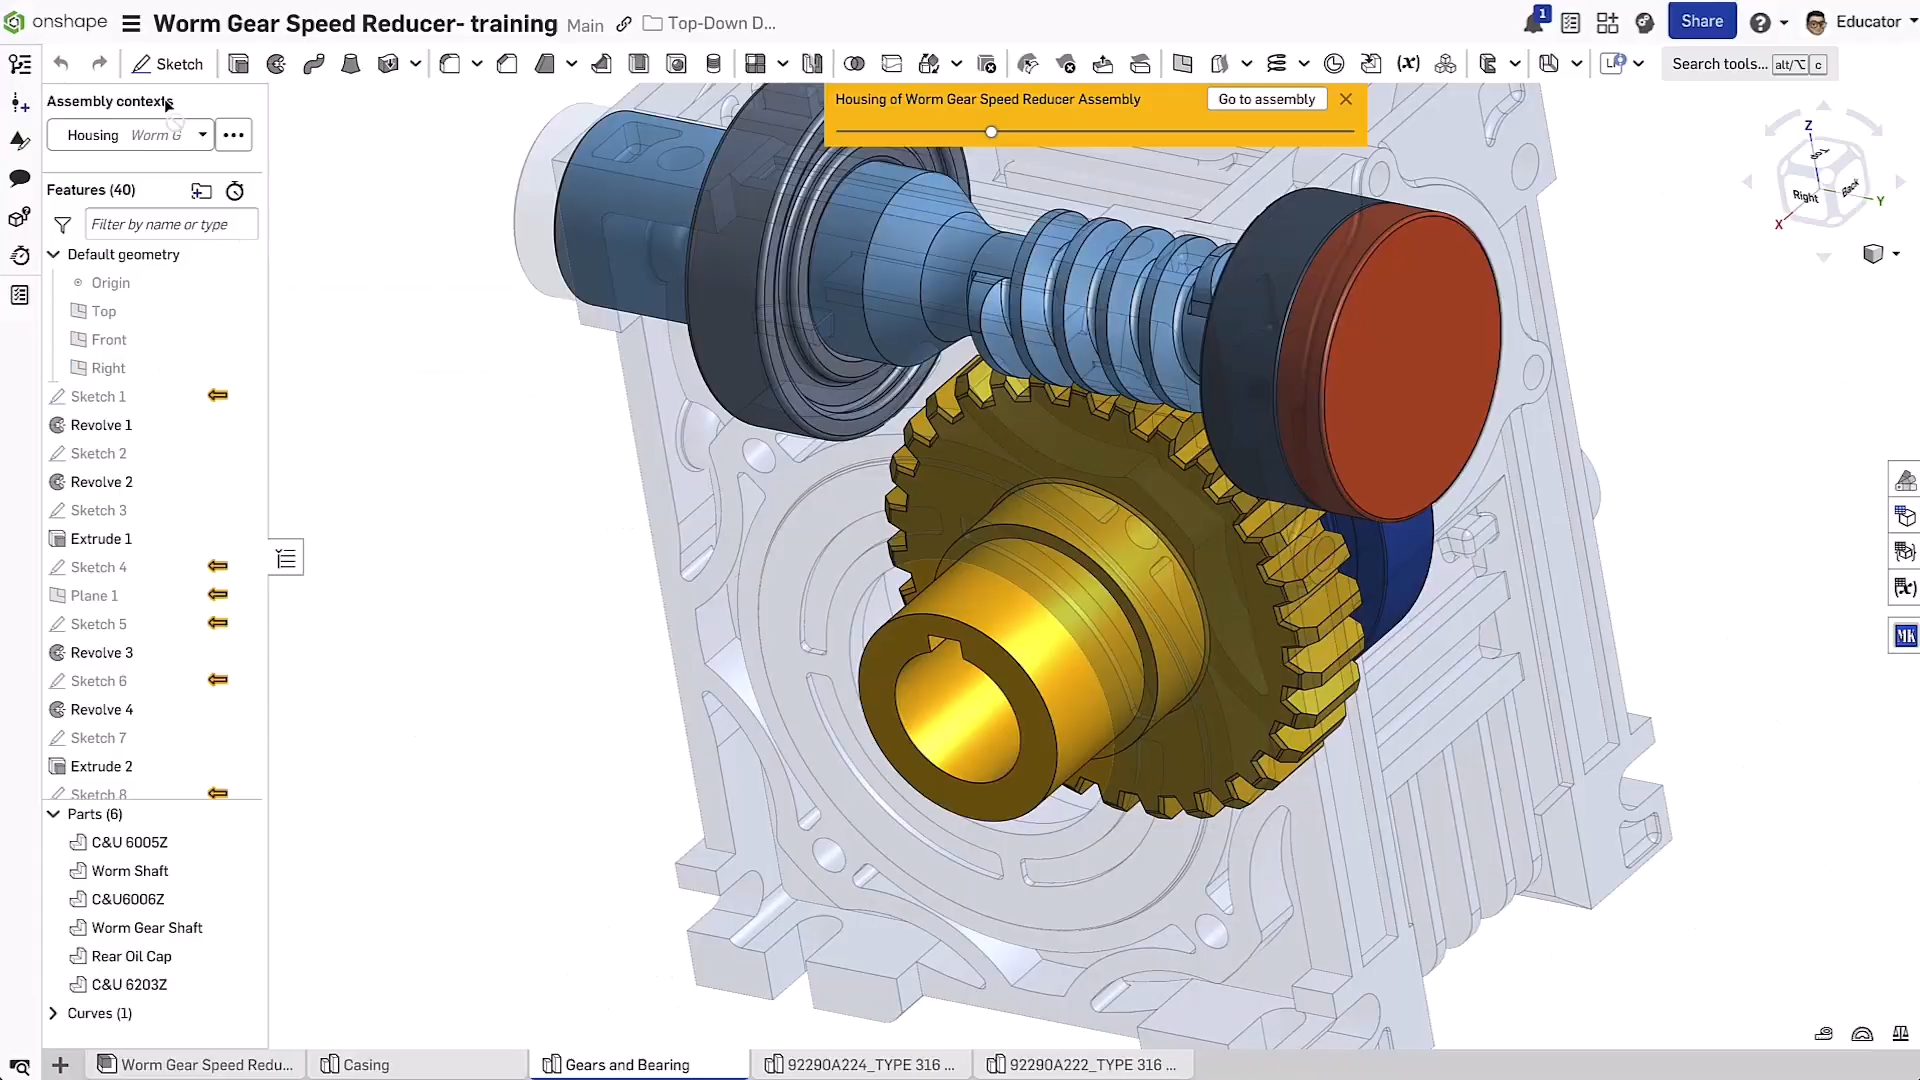 onshape Worm Gear Speed Reducer- training Main Top-Down D... 1 Share Educator
Sketch Search tools... alt/⌥ c
Assembly contexts
Housing Worm G
Features (40)
Filter by name or type
Default geometry
Origin
Top
Front
Right
Sketch 1
Revolve 1
Sketch 2
Revolve 2
Sketch 3
Extrude 1
Sketch 4
Plane 1
Sketch 5
Revolve 3
Sketch 6
Revolve 4
Sketch 7
Extrude 2
Sketch 8
Parts (6)
C&U 6005Z
Worm Shaft
C&U6006Z
Worm Gear Shaft
Rear Oil Cap
C&U 6203Z
Curves (1)
Housing of Worm Gear Speed Reducer Assembly Go to assembly
Z
Top
Right
Back
Y
X
MK
Worm Gear Speed Redu... Casing Gears and Bearing 92290A224_TYPE 316 ... 92290A222_TYPE 316 ...